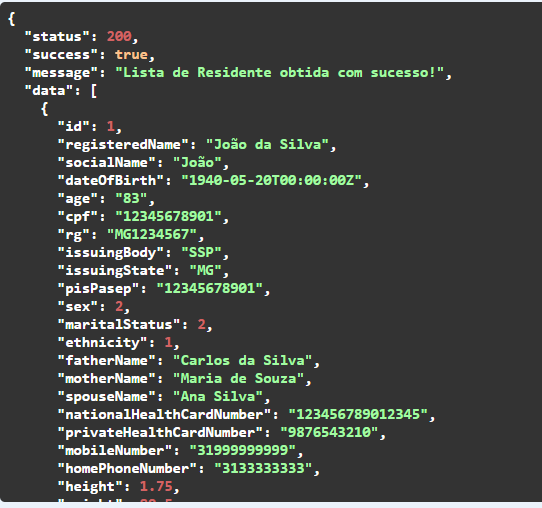 {
"status": 200,
"success": true,
"message": "Lista de Residente obtida com sucesso!",
"data": [
{
"id": 1,
"registeredName": "João da Silva",
"socialName": "João",
"dateOfBirth": "1940-05-20T00:00:00Z",
"age": "83",
"cpf": "12345678901",
"rg": "MG1234567",
"issuingBody": "SSP",
"issuingState": "MG",
"pisPasep": "12345678901",
"sex": 2,
"maritalStatus": 2,
"ethnicity": 1,
"fatherName": "Carlos da Silva",
"motherName": "Maria de Souza",
"spouseName": "Ana Silva",
"nationalHealthCardNumber": "123456789012345",
"privateHealthCardNumber": "9876543210",
"mobileNumber": "31999999999",
"homePhoneNumber": "3133333333",
"height": 1.75,